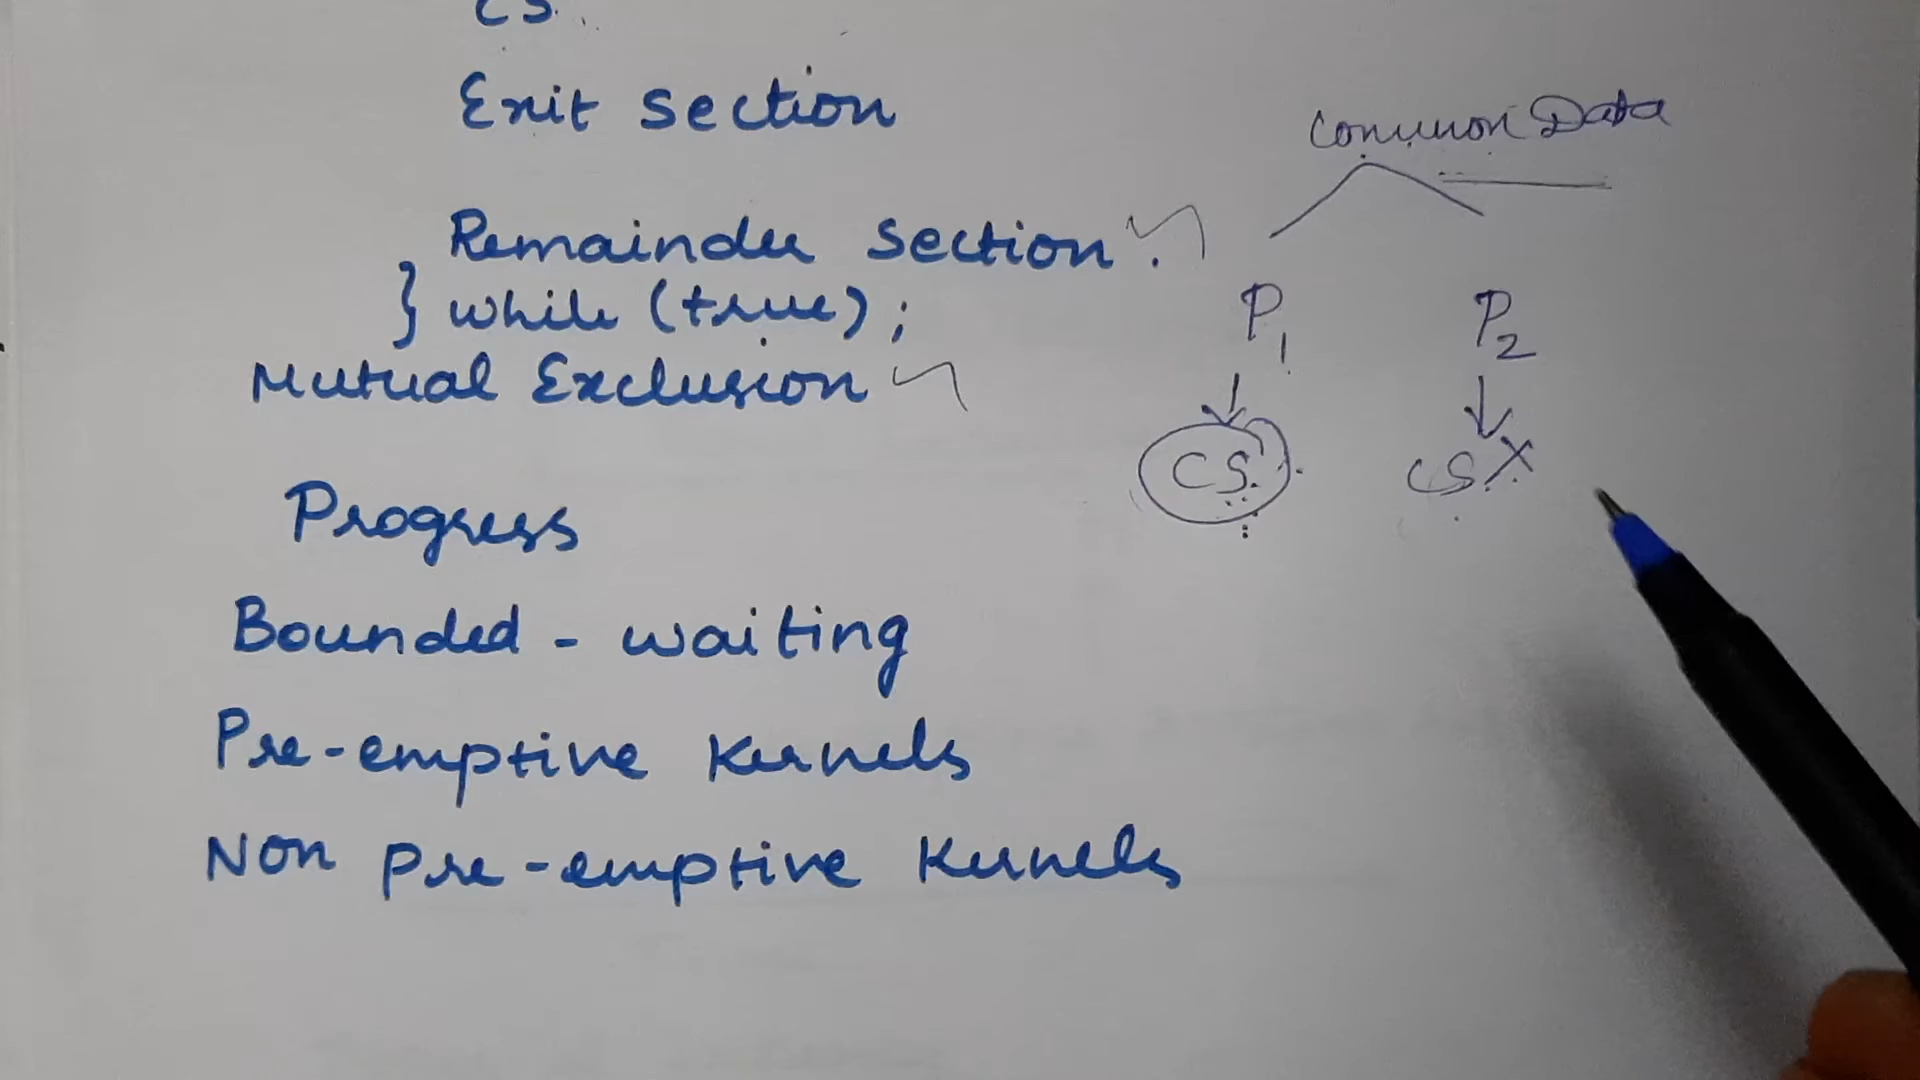 CS
Exit section
Remainder section.
} while (true);
Mutual Exclusion
Progress
Bounded - waiting
Pre-emptive Kernels
Non pre-emptive Kernels
Common Data
P1 P2
CS CS X